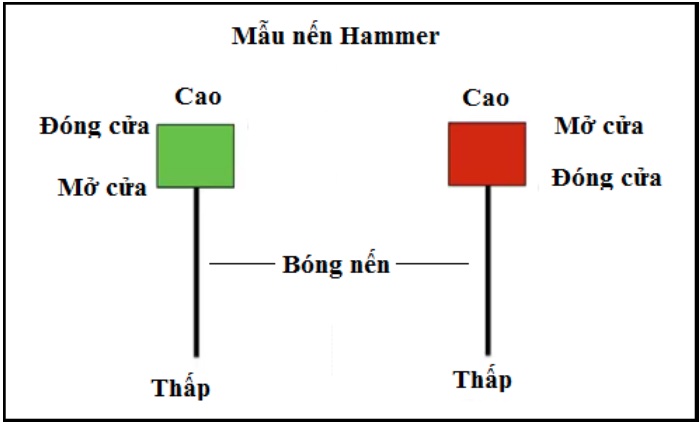 Mẫu nến Hammer
Cao
Đóng cửa
Mở cửa
Thấp
Cao
Mở cửa
Đóng cửa
Bóng nến
Thấp